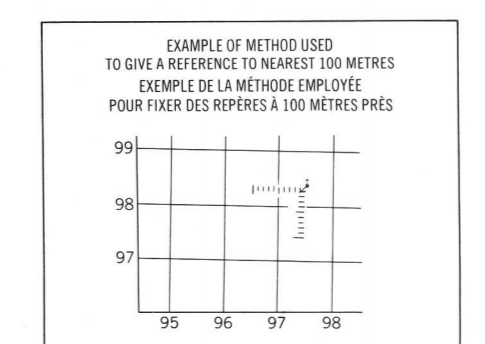 EXAMPLE OF METHOD USED
TO GIVE A REFERENCE TO NEAREST 100 METRES
EXEMPLE DE LA MÉTHODE EMPLOYÉE
POUR FIXER DES REPÈRES À 100 MÈTRES PRÈS
99
98
97
95 96 97 98